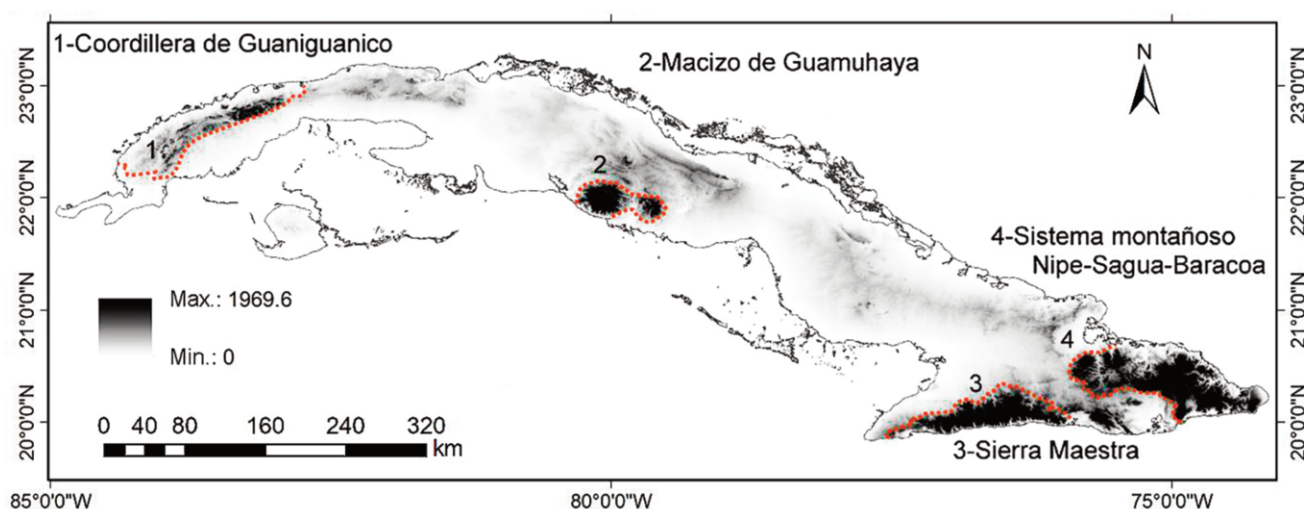 1-Coordillera de Guaniguanico
2-Macizo de Guamuhaya
N
23°0'0"N
23°0'0"N
1
2
22°0'0"N
22°0'0"N
4-Sistema montañoso
Nipe-Sagua-Baracoa
Max.: 1969.6
Min.: 0
21°0'0"N
21°0'0"N
4
3
0 40 80 160 240 320
km
20°0'0"N
20°0'0"N
3-Sierra Maestra
85°0'0"W
80°0'0"W
75°0'0"W